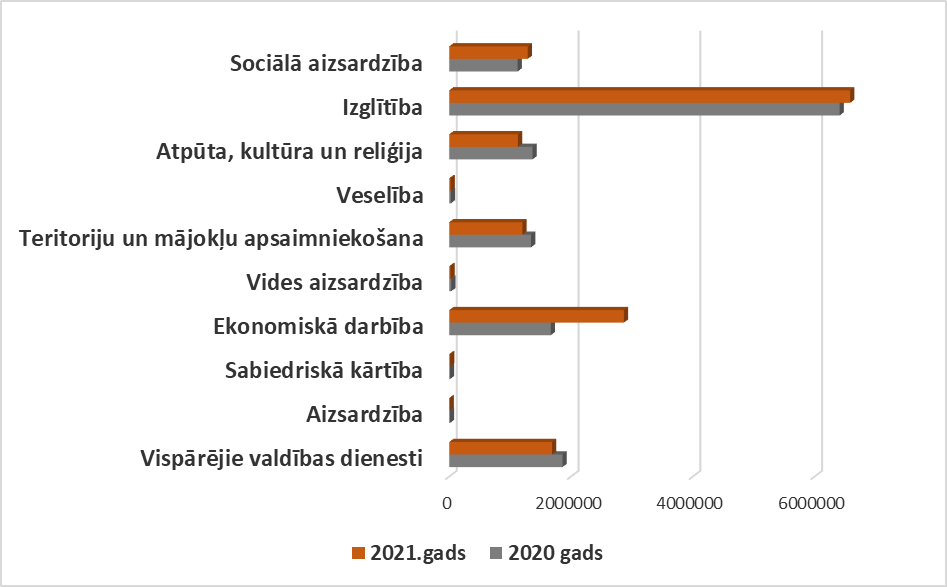 Sociālā aizsardzība
Izglītība
Atpūta, kultūra un reliģija
Veselība
Teritoriju un mājokļu apsaimniekošana
Vides aizsardzība
Ekonomiskā darbība
Sabiedriskā kārtība
Aizsardzība
Vispārējie valdības dienesti
0 2000000 4000000 6000000
2021.gads 2020 gads